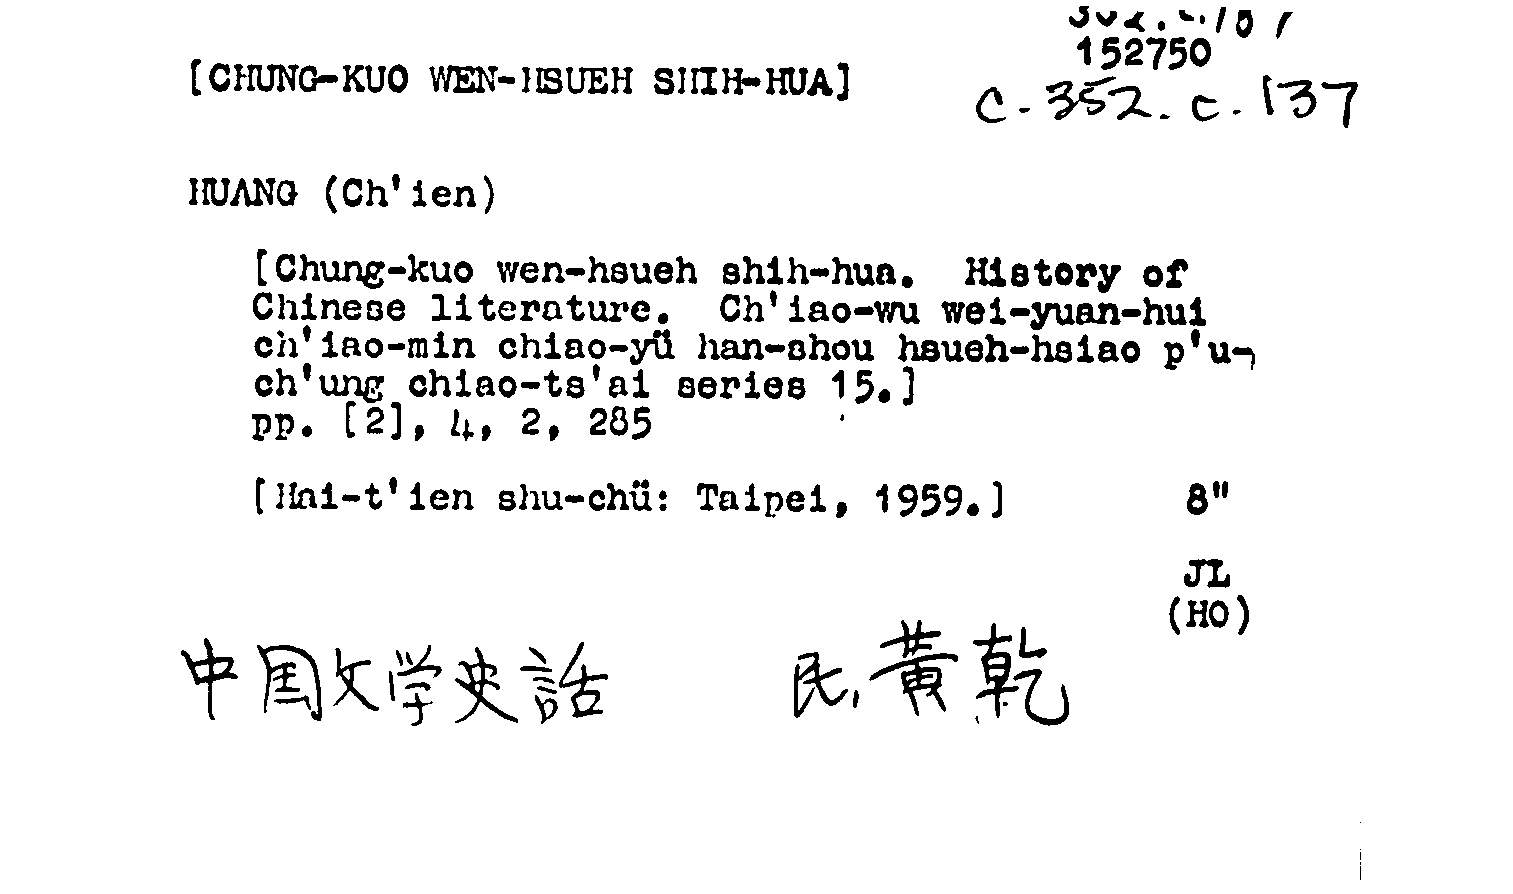 152750
[CHUNG-KUO WEN-HSUEH SHIH-HUA]
C.352.c.137
HUANG (Ch'ien)
[Chung-kuo wen-hsueh shih-hua. History of
Chinese literature. Ch'iao-wu wei-yuan-hui
ch'iao-min chiao-yü han-shou hsueh-hsiao p'u-
ch'ung chiao-ts'ai series 15.]
pp. [2], 4, 2, 285
[Hai-t'ien shu-chü: Taipei, 1959.] 8"
JL
(HO)
中国文学史話 民, 黃乾